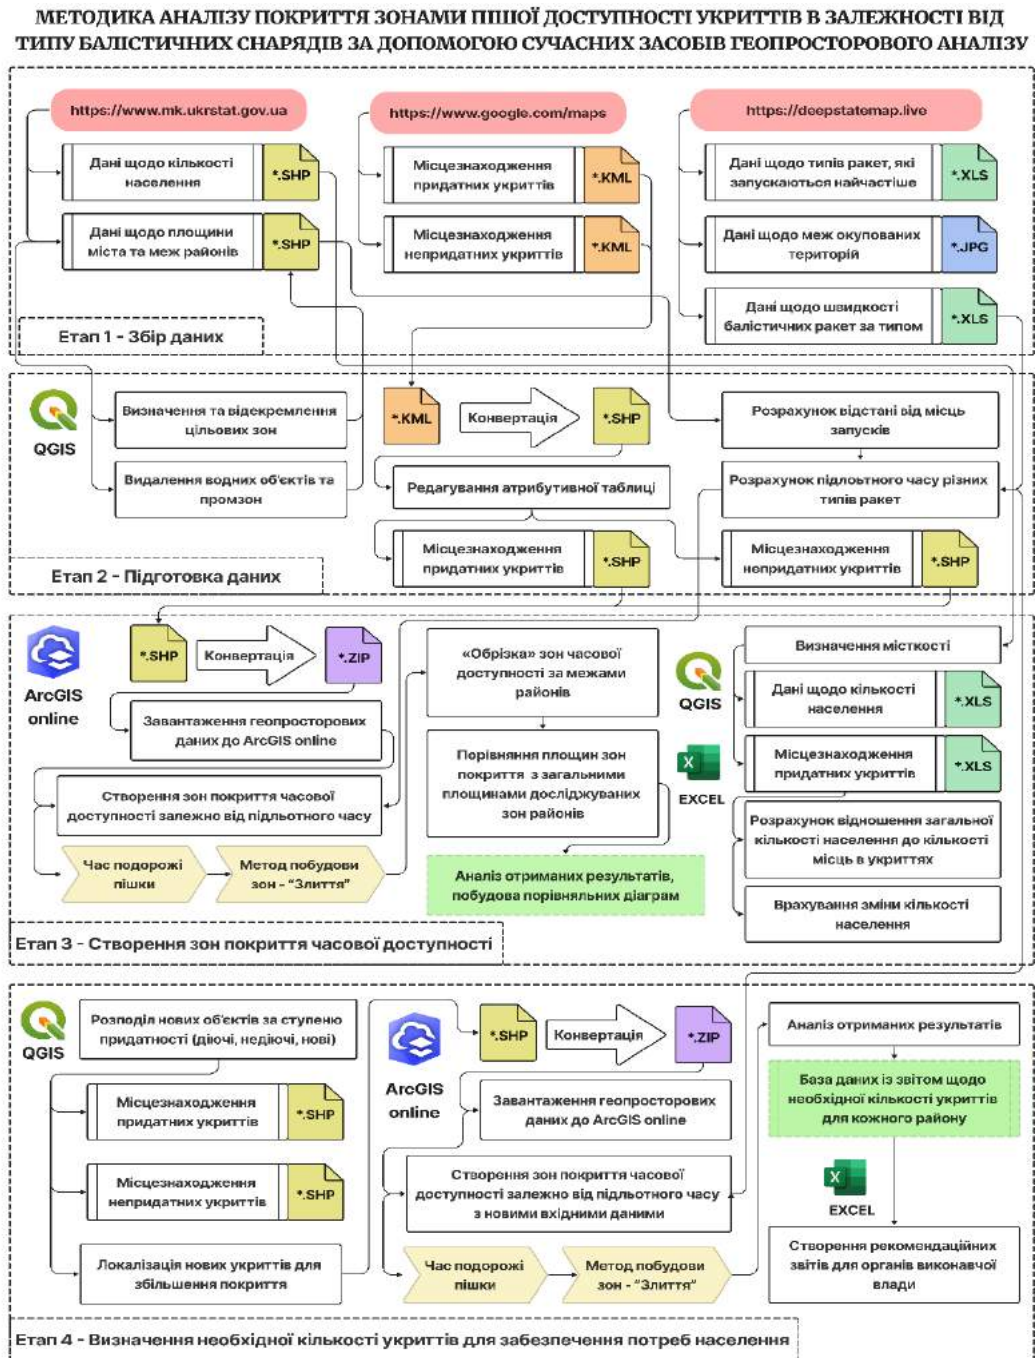 МЕТОДИКА АНАЛІЗУ ПОКРИТТЯ ЗОНАМИ ПІШОЇ ДОСТУПНОСТІ УКРИТТІВ В ЗАЛЕЖНОСТІ ВІД
ТИПУ БАЛІСТИЧНИХ СНАРЯДІВ ЗА ДОПОМОГОЮ СУЧАСНИХ ЗАСОБІВ ГЕОПРОСТОРОВОГО АНАЛІЗУ
https://www.mk.ukrstat.gov.ua
Дані щодо кількості
населення
*.SHP
Дані щодо площини
міста та меж районів
*.SHP
https://www.google.com/maps
Місцезнаходження
придатних укриттів
*.KML
Місцезнаходження
непридатних укриттів
*.KML
https://deepstatemap.live
Дані щодо типів ракет, які
запускаються найчастіше
*.XLS
Дані щодо меж окупованих
територій
*.JPG
Дані щодо швидкості
балістичних ракет за типом
*.XLS
Етап 1 - Збір даних
QGIS
Визначення та відекремлення
цільових зон
Видалення водних об'єктів та
промзон
*.KML
Конвертація
*.SHP
Редагування атрибутивної таблиці
Місцезнаходження
придатних укриттів
*.SHP
Розрахунок відстані від місць
запусків
Розрахунок підлоьтного часу різних
типів ракет
Місцезнаходження
непридатних укриттів
*.SHP
Етап 2 - Підготовка даних
ArcGIS
online
*.SHP
Конвертація
*.ZIP
Завантаження геопросторових
даних до ArcGIS online
Створення зон покриття часової
доступності залежно від підльотного часу
Час подорожі
пішки
Метод побудови
зон - "Злиття"
«Обрізка» зон часової
доступності за межами
районів
Порівняння площин зон
покриття з загальними
площинами досліджуваних
зон районів
Аналіз отриманих результатів,
побудова порівняльних діаграм
QGIS
EXCEL
Визначення місткості
Дані щодо кількості
населення
*.XLS
Місцезнаходження
придатних укриттів
*.XLS
Розрахунок відношення загальної
кількості населення до кількості
місць в укриттях
Врахування зміни кількості
населення
Етап 3 - Створення зон покриття часової доступності
QGIS
Розподіл нових об'єктів за ступеню
придатності (діючі, недіючі, нові)
Місцезнаходження
придатних укриттів
*.SHP
Місцезнаходження
непридатних укриттів
*.SHP
Локалізація нових укриттів для
збільшення покриття
ArcGIS
online
*.SHP
Конвертація
*.ZIP
Завантаження геопросторових
даних до ArcGIS online
Створення зон покриття часової
доступності залежно від підльотного часу
з новими вхідними даними
Час подорожі
пішки
Метод побудови
зон - "Злиття"
Аналіз отриманих результатів
База даних із звітом щодо
необхідної кількості укриттів
для кожного району
EXCEL
Створення рекомендаційних
звітів для органів виконавчої
влади
Етап 4 - Визначення необхідної кількості укриттів для забезпечення потреб населення